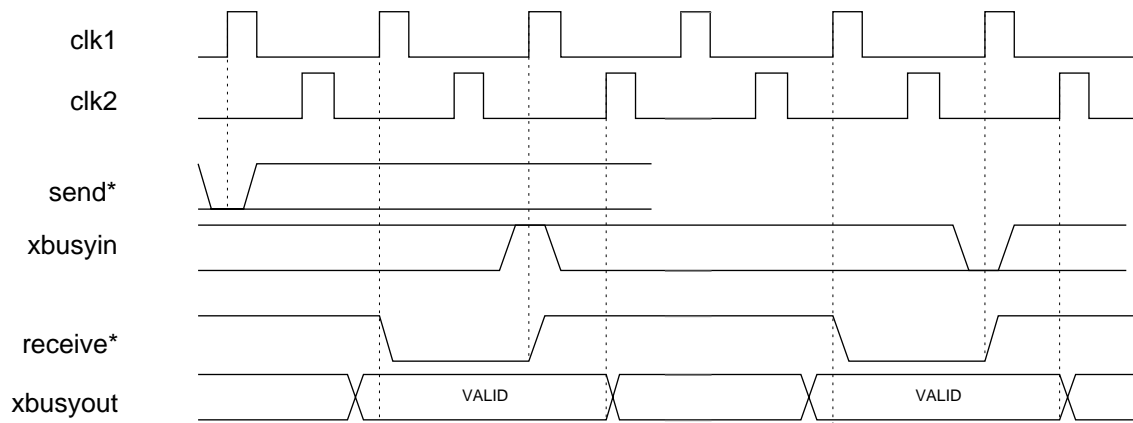 clk1
clk2
send*
xbusyin
receive*
xbusyout VALID VALID